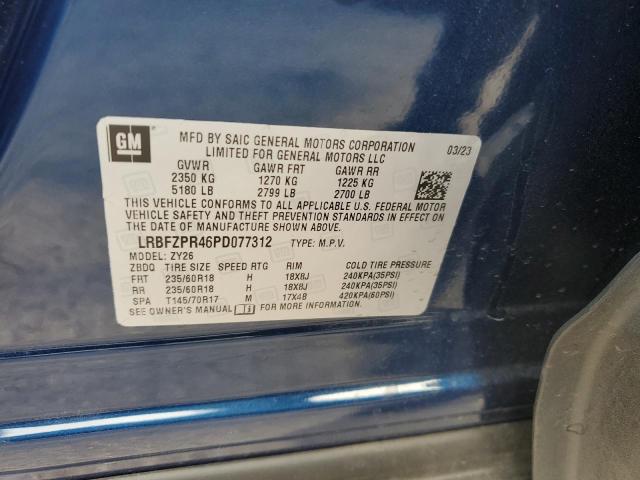 GM
MFD BY SAIC GENERAL MOTORS CORPORATION 03/23
LIMITED FOR GENERAL MOTORS LLC
GVWR GAWR FRT GAWR RR
2350 KG 1270 KG 1225 KG
5180 LB 2799 LB 2700 LB
THIS VEHICLE CONFORMS TO ALL APPLICABLE U.S. FEDERAL MOTOR
VEHICLE SAFETY AND THEFT PREVENTION STANDARDS IN EFFECT ON
THE DATE OF MANUFACTURE SHOWN ABOVE.
LRBFZPR46PD077312 TYPE: M.P.V.
MODEL: ZY26
ZBDQ TIRE SIZE SPEED RTG RIM COLD TIRE PRESSURE
FRT 235/60R18 H 18X8J 240KPA(35PSI)
RR 235/60R18 H 18X8J 240KPA(35PSI)
SPA T145/70R17 M 17X4B 420KPA(60PSI)
SEE OWNER'S MANUAL FOR MORE INFORMATION.